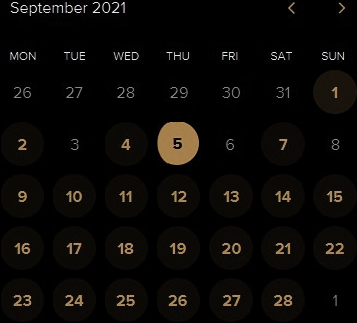 September 2021
MON TUE WED THU FRI SAT SUN
26 27 28 29 30 31 1
2 3 4 5 6 7 8
9 10 11 12 13 14 15
16 17 18 19 20 21 22
23 24 25 26 27 28 1